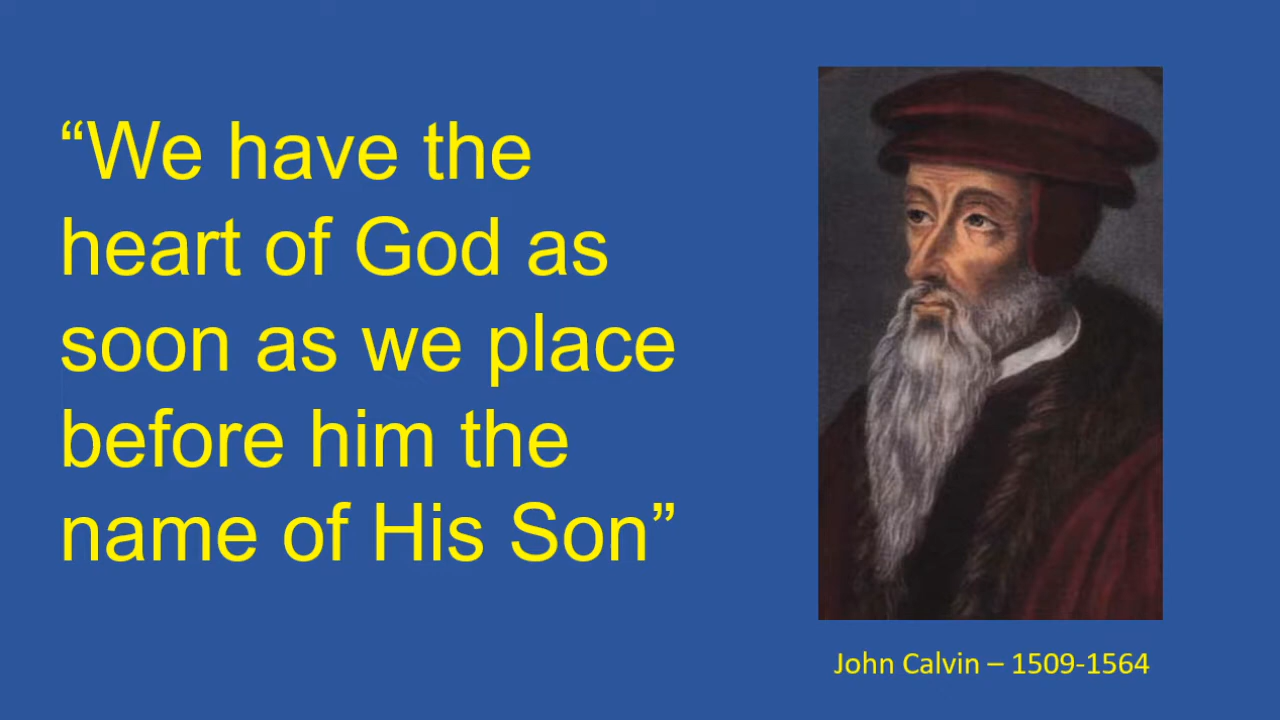 “We have the
heart of God as
soon as we place
before him the
name of His Son”
John Calvin – 1509-1564